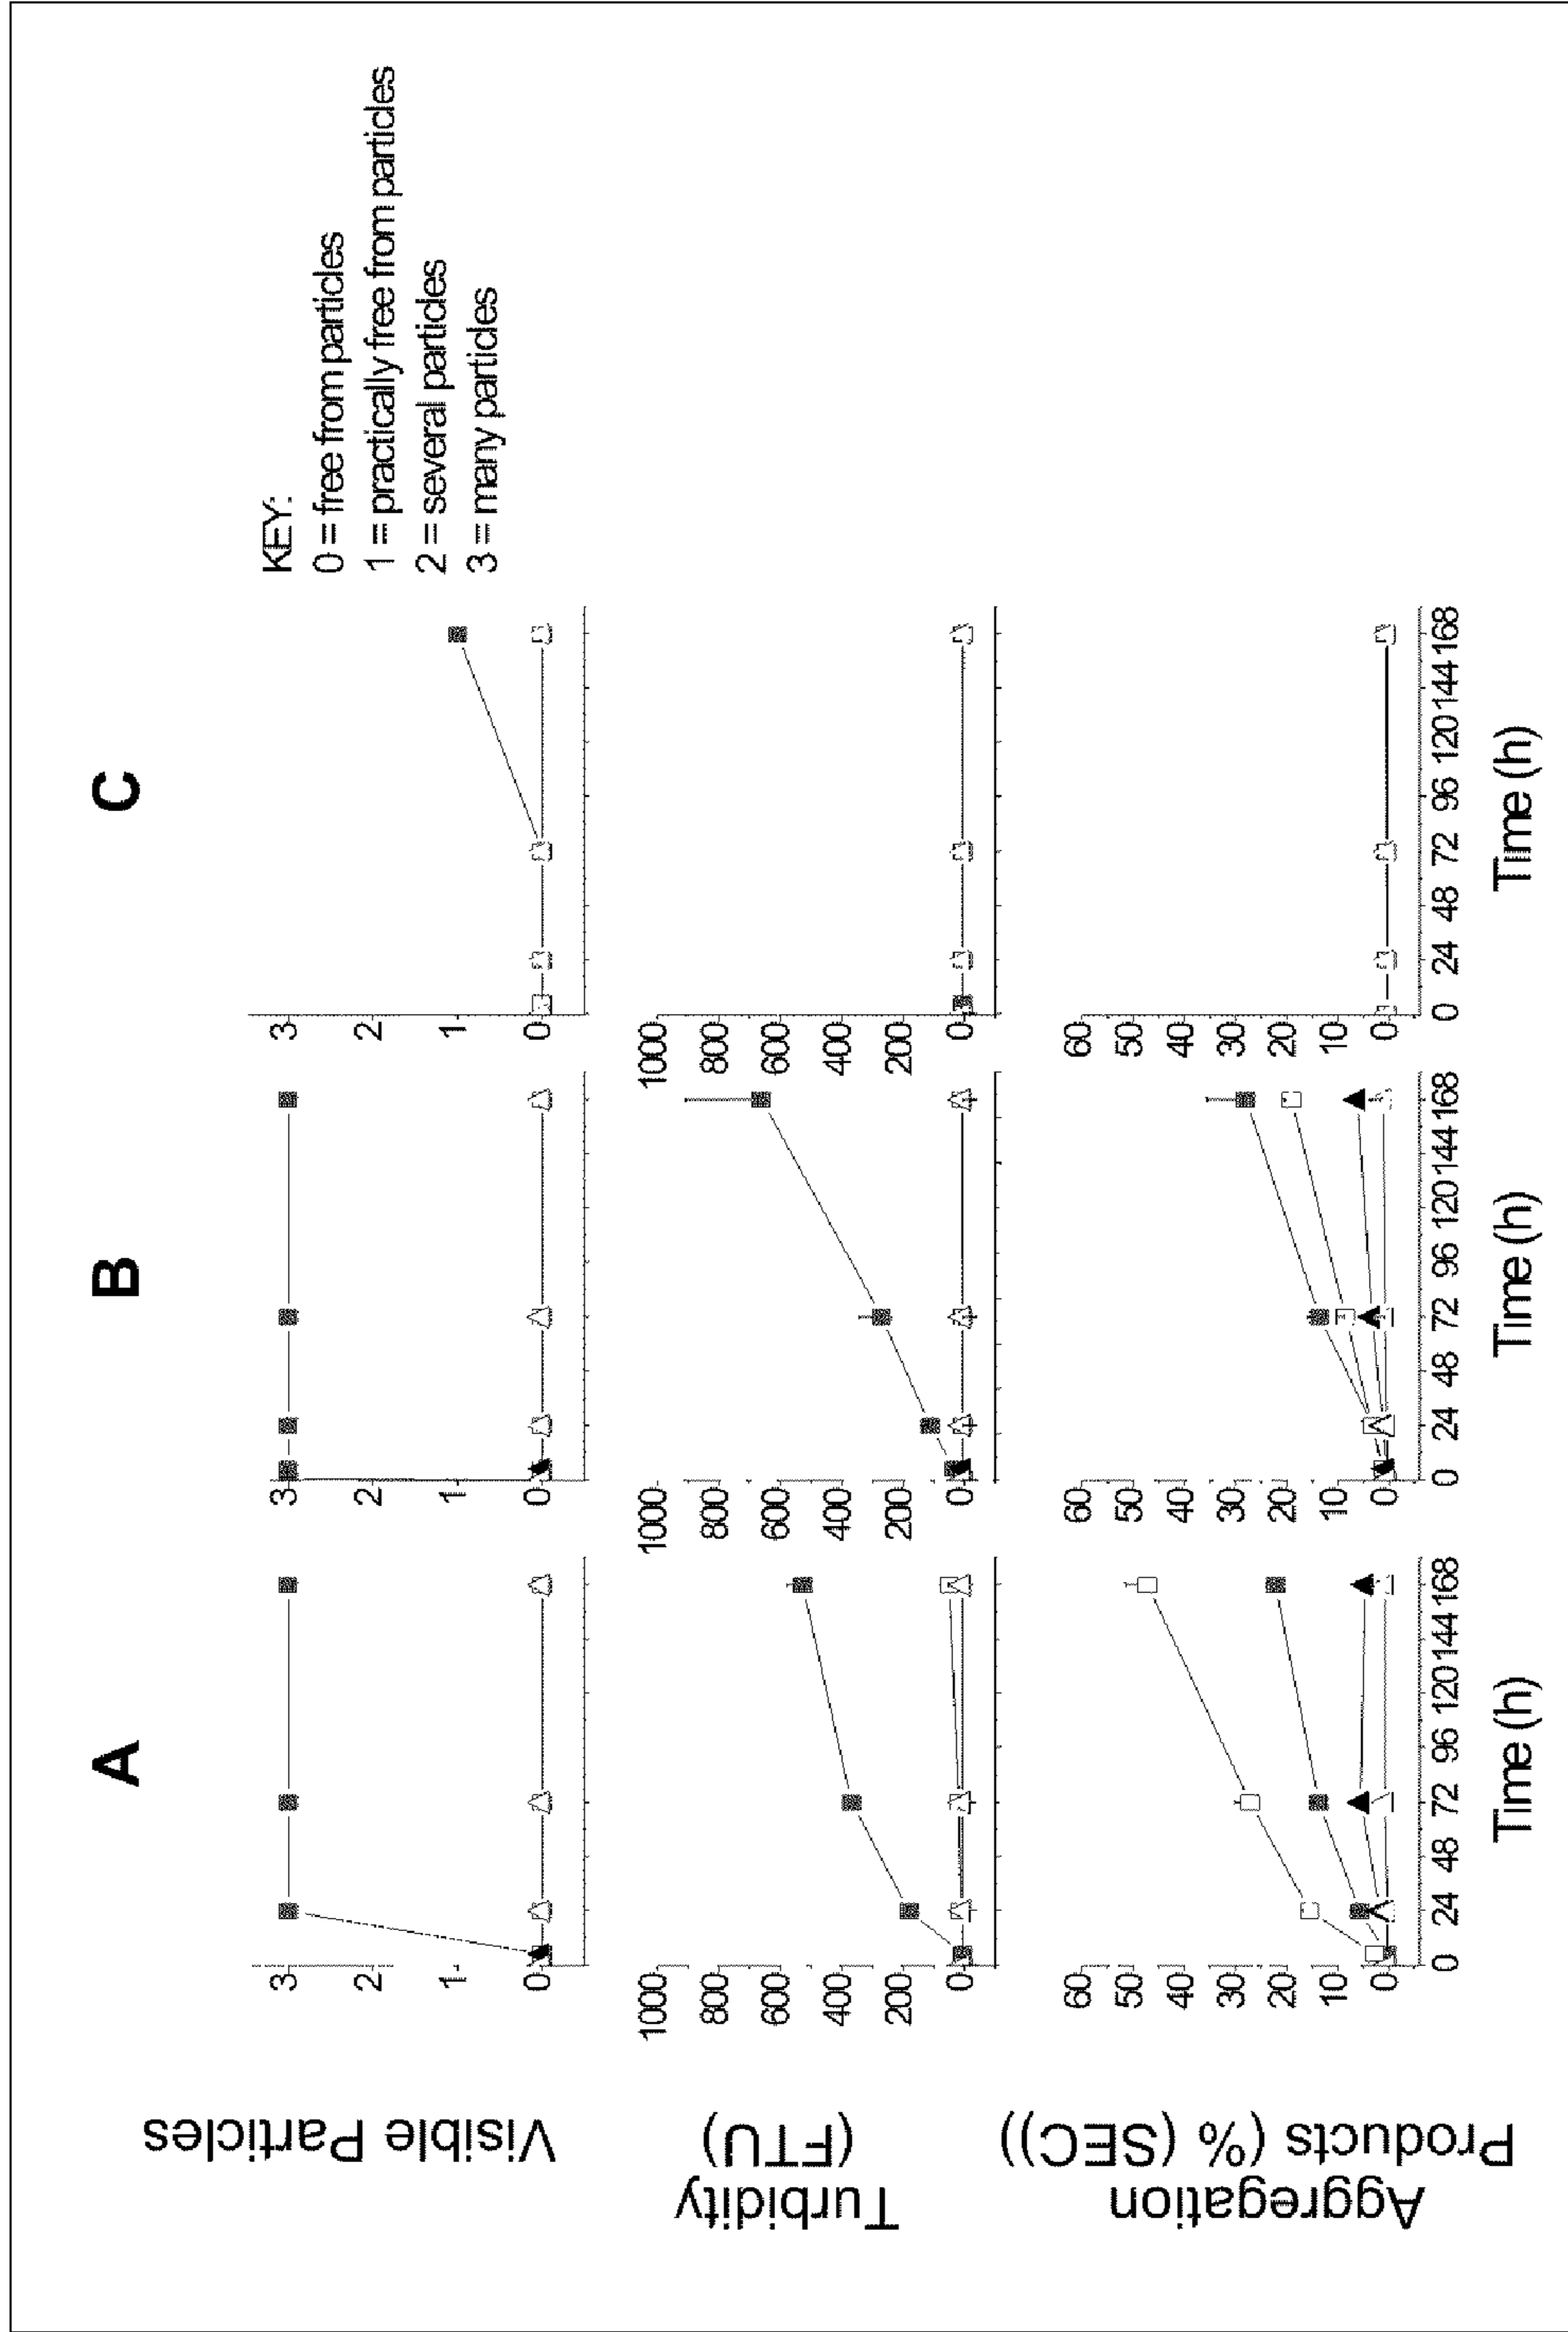 A
B
C
KEY:
0 = free from particles
1 = practically free from particles
2 = several particles
3 = many particles
Visible Particles
3
2
1
0
3
2
1
0
3
2
1
0
Turbidity
(FTU)
1000
800
600
400
200
0
1000
800
600
400
200
0
1000
800
600
400
200
0
Aggregation
Products (% (SEC))
60
50
40
30
20
10
0
60
50
40
30
20
10
0
60
50
40
30
20
10
0
0 24 48 72 96 120 144 168
0 24 48 72 96 120 144 168
0 24 48 72 96 120 144 168
Time (h)
Time (h)
Time (h)